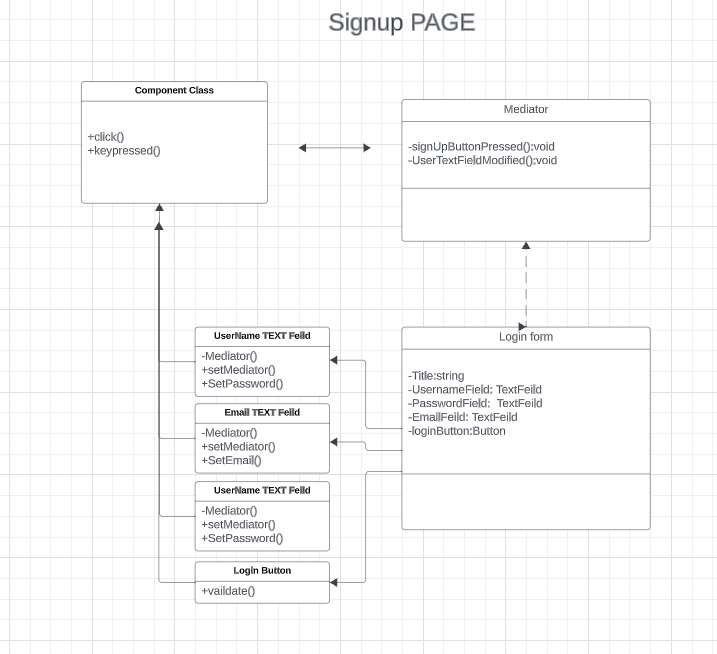 Signup PAGE
Component Class
+click()
+keypressed()
Mediator
-signUpButtonPressed():void
-UserTextFieldModified():void
UserName TEXT Feild
-Mediator()
+setMediator()
+SetPassword()
Email TEXT Feild
-Mediator()
+setMediator()
+SetEmail()
UserName TEXT Feild
-Mediator()
+setMediator()
+SetPassword()
Login Button
+vaildate()
Login form
-Title:string
-UsernameField: TextFeild
-PasswordField: TextFeild
-EmailFeild: TextFeild
-loginButton:Button